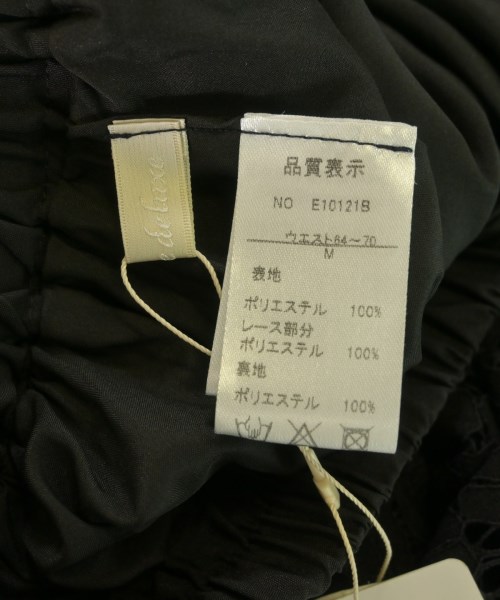 e deluxe
品質表示
NO E10121B
ウエスト64～70
M
表地
ポリエステル 100%
レース部分
ポリエステル 100%
裏地
ポリエステル 100%